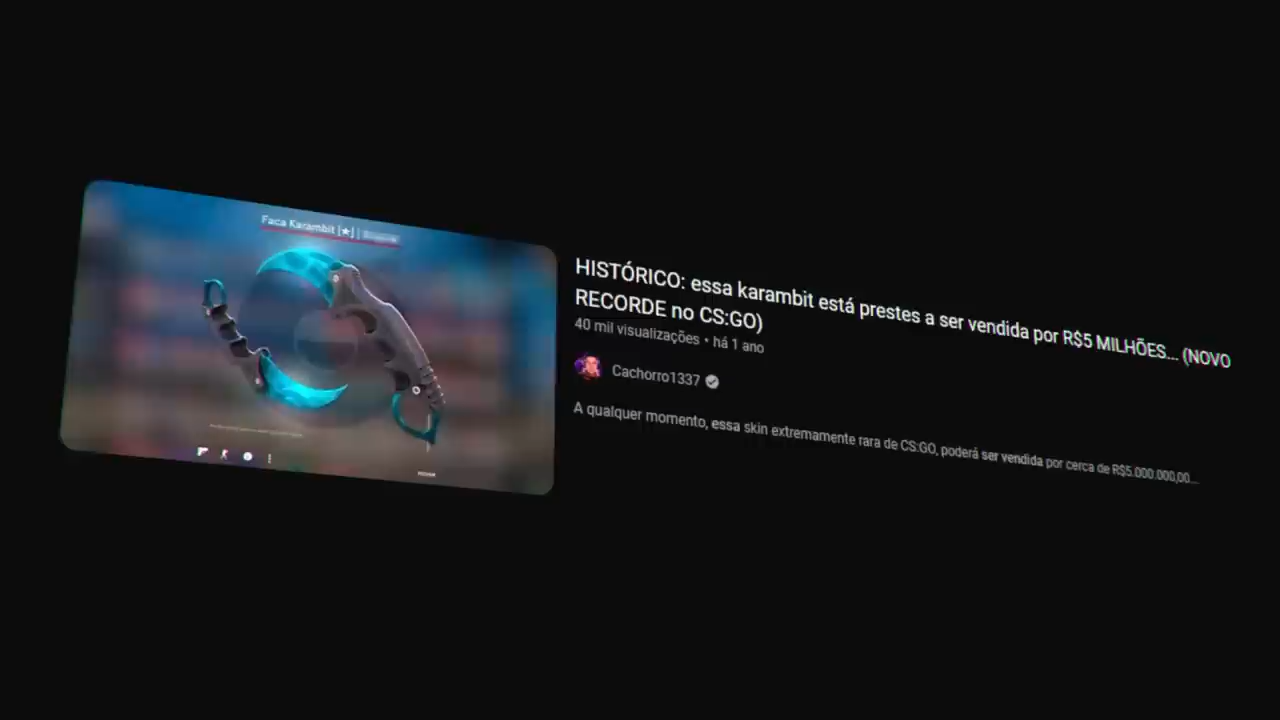 Faca Karambit [★] |
HISTÓRICO: essa karambit está prestes a ser vendida por R$5 MILHÕES... (NOVO
RECORDE no CS:GO)
40 mil visualizações • há 1 ano
Cachorro1337
A qualquer momento, essa skin extremamente rara de CS:GO, poderá ser vendida por cerca de R$5.000.000,00...